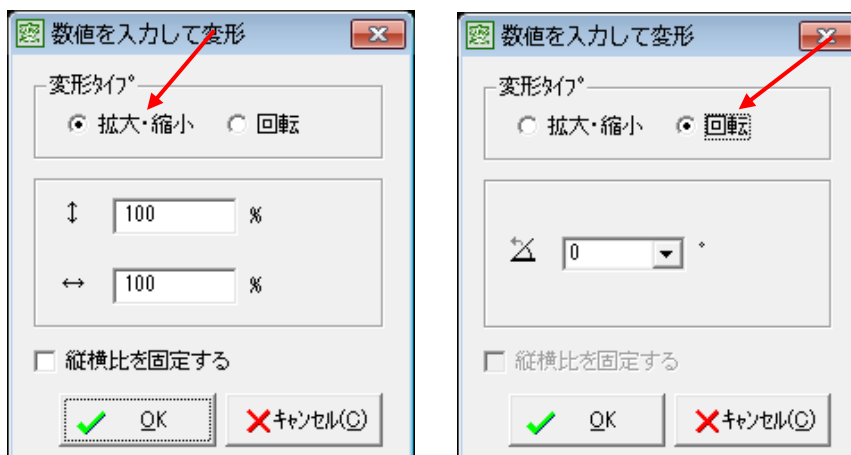 数値を入力して変形
変形ﾀｲﾌﾟ
拡大・縮小 回転
↕ 100 %
↔ 100 %
縦横比を固定する
OK ｷｬﾝｾﾙ(C)
数値を入力して変形
変形ﾀｲﾌﾟ
拡大・縮小 回転
0 °
縦横比を固定する
OK ｷｬﾝｾﾙ(C)